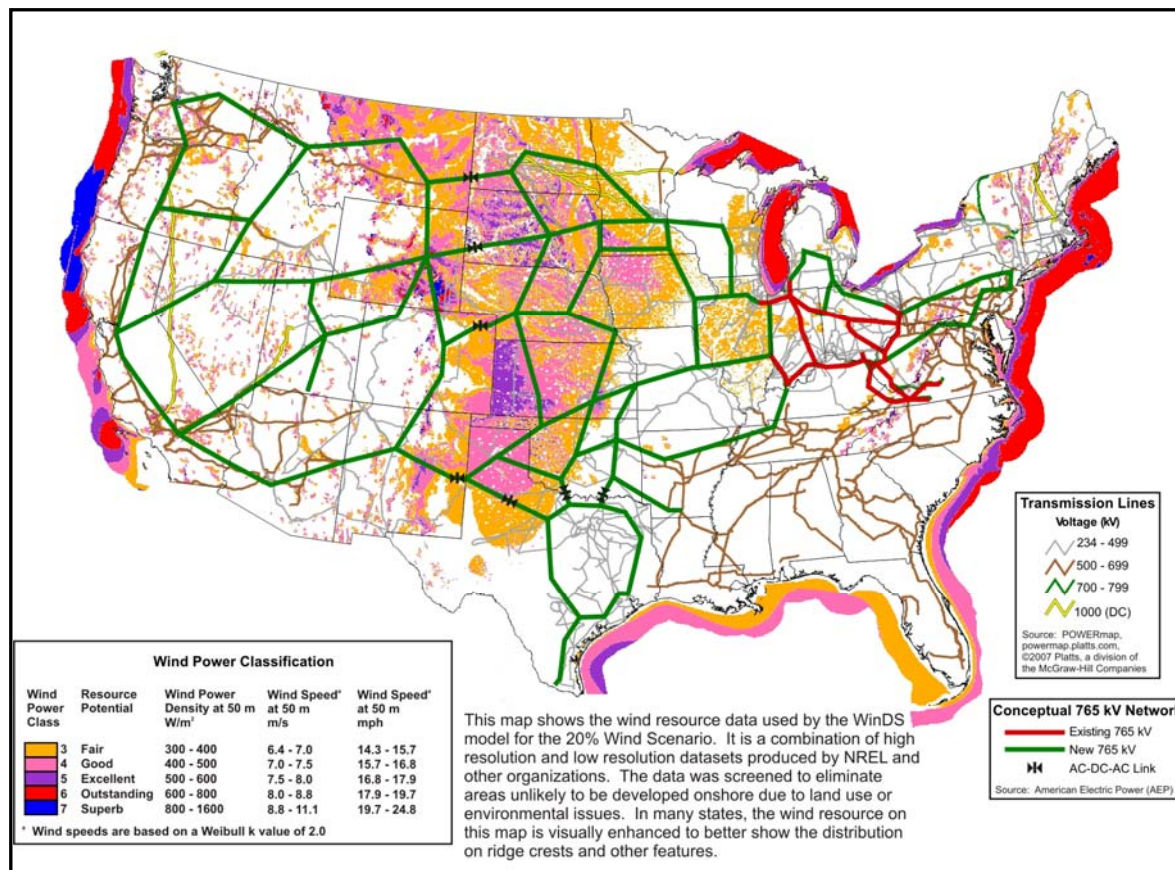 Transmission Lines
Voltage (kV)
234 - 499
500 - 699
700 - 799
1000 (DC)
Source: POWERmap,
powermap.platts.com,
©2007 Platts, a division of
the McGraw-Hill Companies
Wind Power Classification
Wind Power Class Resource Potential Wind Power Density at 50 m W/m² Wind Speed* at 50 m m/s Wind Speed* at 50 m mph
3 Fair 300 - 400 6.4 - 7.0 14.3 - 15.7
4 Good 400 - 500 7.0 - 7.5 15.7 - 16.8
5 Excellent 500 - 600 7.5 - 8.0 16.8 - 17.9
6 Outstanding 600 - 800 8.0 - 8.8 17.9 - 19.7
7 Superb 800 - 1600 8.8 - 11.1 19.7 - 24.8
* Wind speeds are based on a Weibull k value of 2.0
This map shows the wind resource data used by the WinDS
model for the 20% Wind Scenario. It is a combination of high
resolution and low resolution datasets produced by NREL and
other organizations. The data was screened to eliminate
areas unlikely to be developed onshore due to land use or
environmental issues. In many states, the wind resource on
this map is visually enhanced to better show the distribution
on ridge crests and other features.
Conceptual 765 kV Network
Existing 765 kV
New 765 kV
AC-DC-AC Link
Source: American Electric Power (AEP)